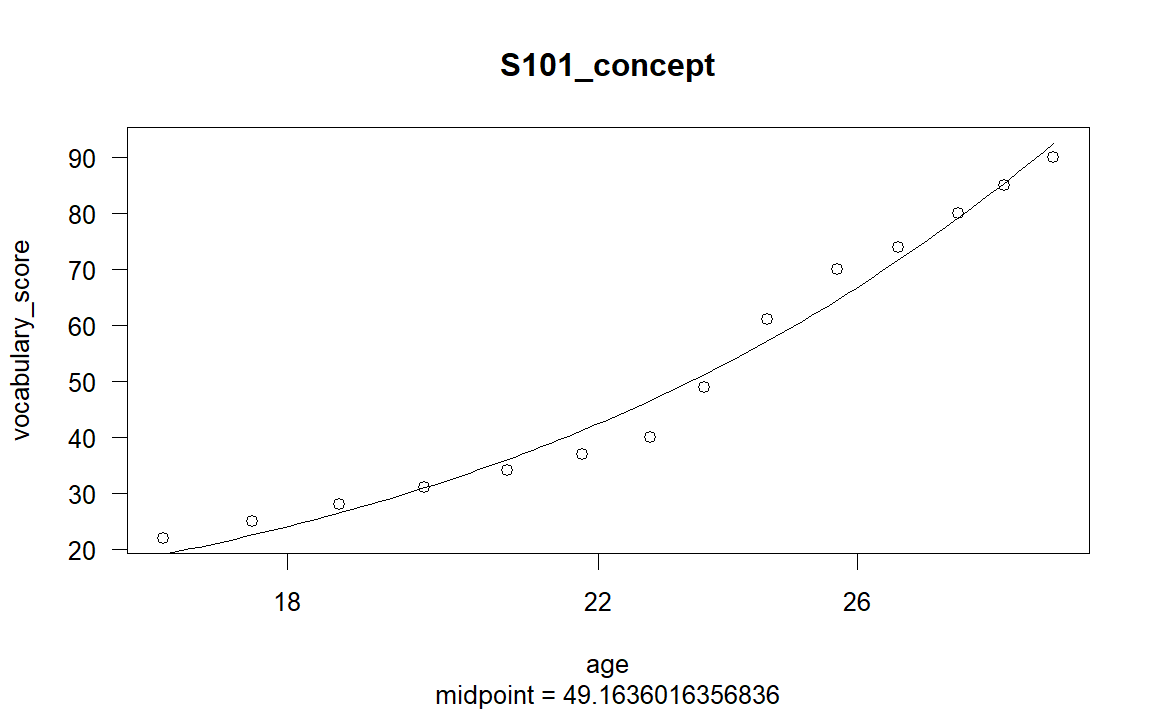 S101_concept
vocabulary_score
90
80
70
60
50
40
30
20
18 22 26
age
midpoint = 49.1636016356836